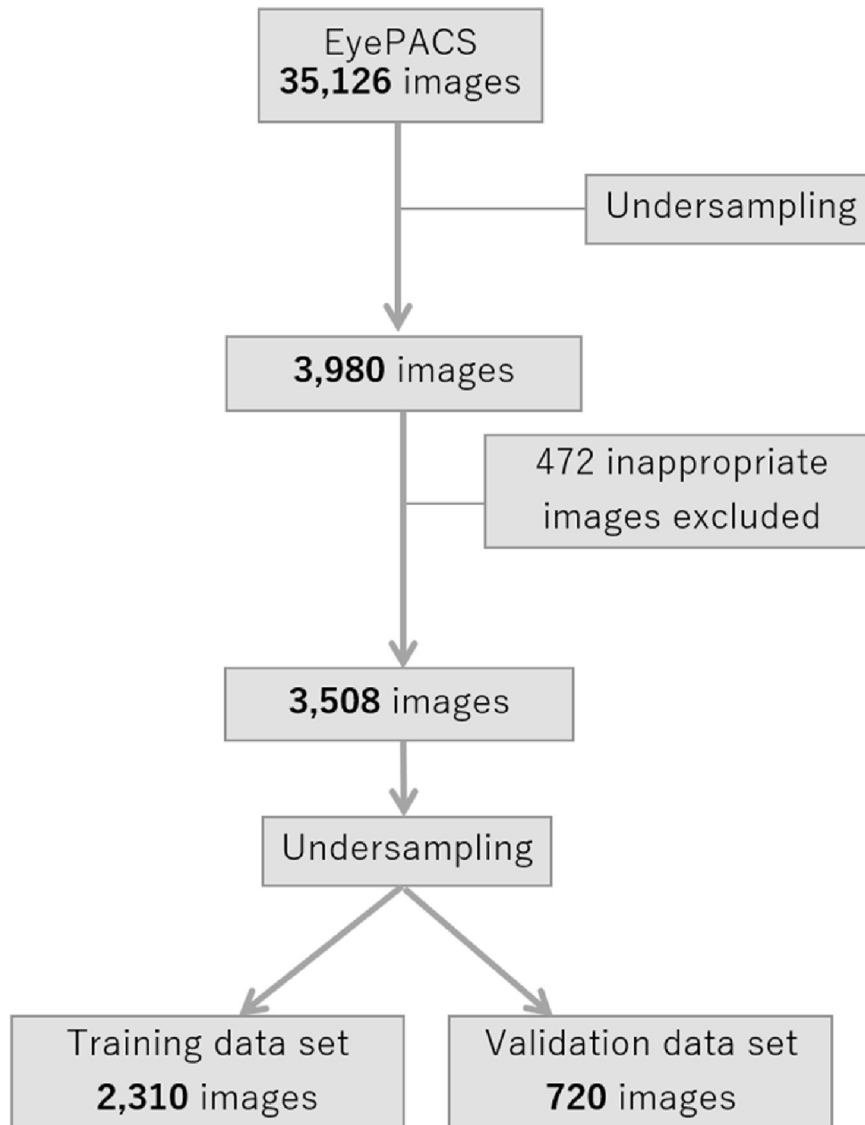 EyePACS
35,126 images
Undersampling
3,980 images
472 inappropriate
images excluded
3,508 images
Undersampling
Training data set
2,310 images
Validation data set
720 images